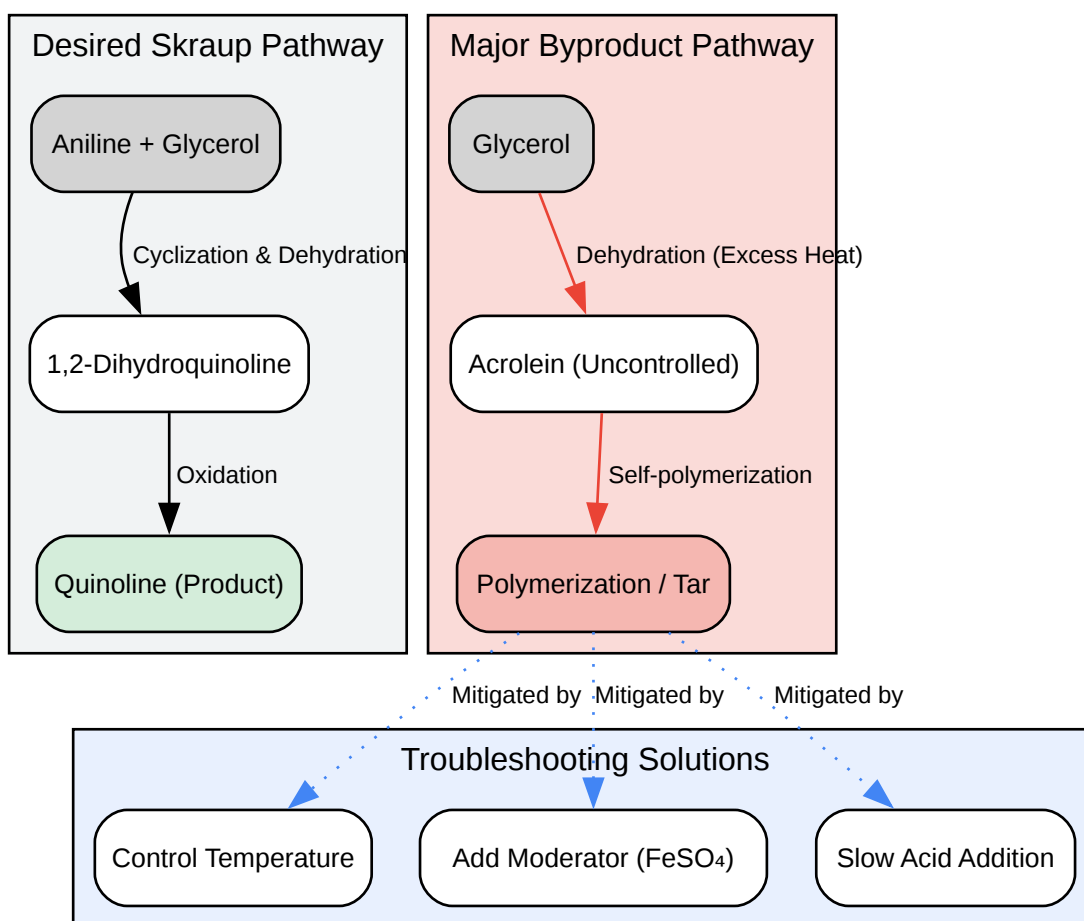 Desired Skraup Pathway
Aniline + Glycerol
Cyclization & Dehydration
1,2-Dihydroquinoline
Oxidation
Quinoline (Product)
Major Byproduct Pathway
Glycerol
Dehydration (Excess Heat)
Acrolein (Uncontrolled)
Self-polymerization
Polymerization / Tar
Mitigated by
Mitigated by
Mitigated by
Troubleshooting Solutions
Control Temperature
Add Moderator (FeSO₄)
Slow Acid Addition